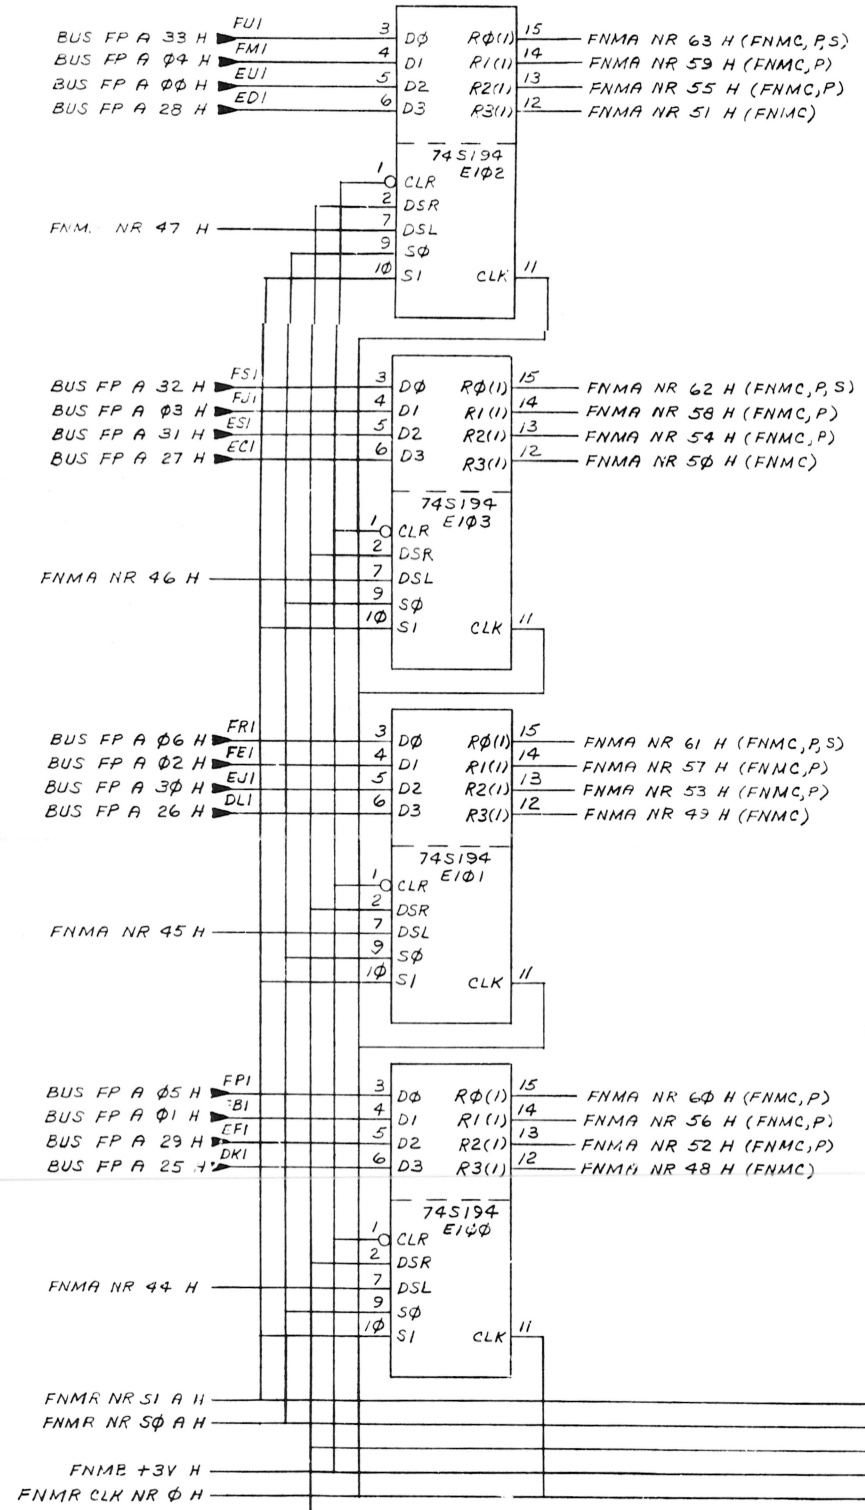 BUS FP A 33 H FU1 3 DØ RØ(1) 15 FNMA NR 63 H (FNMC, P,S)
BUS FP A Ø4 H FM1 4 D1 R1(1) 14 FNMA NR 59 H (FNMC, P)
BUS FP A ØØ H EU1 5 D2 R2(1) 13 FNMA NR 55 H (FNMC, P)
BUS FP A 28 H ED1 6 D3 R3(1) 12 FNMA NR 51 H (FNMC)
74S194
E1Ø2
1 CLR
2 DSR
FNM. NR 47 H 7 DSL
9 SØ
1Ø S1 CLK 11
BUS FP A 32 H FS1 3 DØ RØ(1) 15 FNMA NR 62 H (FNMC, P, S)
BUS FP A Ø3 H FJ1 4 D1 R1(1) 14 FNMA NR 58 H (FNMC, P)
BUS FP A 31 H ES1 5 D2 R2(1) 13 FNMA NR 54 H (FNMC, P)
BUS FP A 27 H EC1 6 D3 R3(1) 12 FNMA NR 5Ø H (FNMC)
74S194
E1Ø3
1 CLR
2 DSR
FNMA NR 46 H 7 DSL
9 SØ
1Ø S1 CLK 11
BUS FP A Ø6 H FR1 3 DØ RØ(1) 15 FNMA NR 61 H (FNMC, P,S)
BUS FP A Ø2 H FE1 4 D1 R1(1) 14 FNMA NR 57 H (FNMC, P)
BUS FP A 3Ø H EJ1 5 D2 R2(1) 13 FNMA NR 53 H (FNMC, P)
BUS FP A 26 H DL1 6 D3 R3(1) 12 FNMA NR 49 H (FNMC)
74S194
E1Ø1
1 CLR
2 DSR
FNMA NR 45 H 7 DSL
9 SØ
1Ø S1 CLK 11
BUS FP A Ø5 H FP1 3 DØ RØ(1) 15 FNMA NR 6Ø H (FNMC, P)
BUS FP A Ø1 H 4 D1 R1(1) 14 FNMA NR 56 H (FNMC, P)
BUS FP A 29 H EF1 5 D2 R2(1) 13 FNMA NR 52 H (FNMC, P)
BUS FP A 25 H DK1 6 D3 R3(1) 12 FNMA NR 48 H (FNMC)
74S194
E1ØØ
1 CLR
2 DSR
FNMA NR 44 H 7 DSL
9 SØ
1Ø S1 CLK 11
FNMR NR S1 A H
FNMR NR SØ A H
FNME +3V H
FNMR CLK NR Ø H